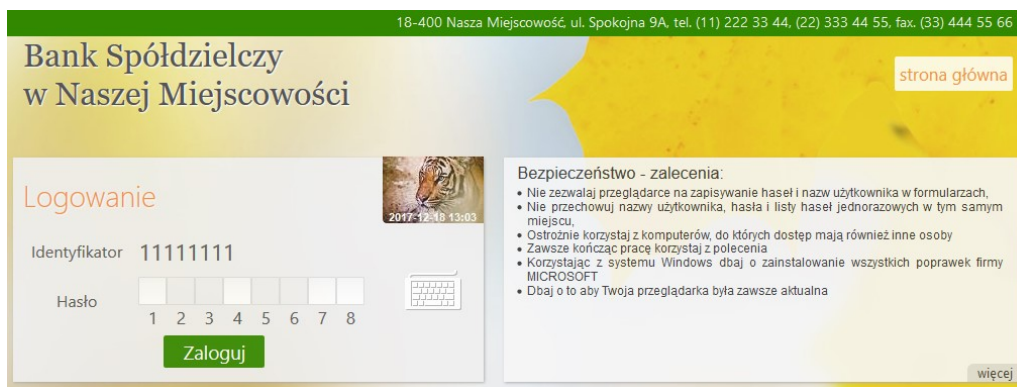 18-400 Nasza Miejscowość, ul. Spokojna 9A, tel. (11) 222 33 44, (22) 333 44 55, fax. (33) 444 55 66
Bank Spółdzielczy
w Naszej Miejscowości
strona główna
Logowanie
2017-12-18 13:03
Identyfikator 11111111
Hasło
1 2 3 4 5 6 7 8
Zaloguj
Bezpieczeństwo - zalecenia:
• Nie zezwalaj przeglądarce na zapisywanie haseł i nazw użytkownika w formularzach,
• Nie przechowuj nazwy użytkownika, hasła i listy haseł jednorazowych w tym samym
miejscu,
• Ostrożnie korzystaj z komputerów, do których dostęp mają również inne osoby
• Zawsze kończąc pracę korzystaj z polecenia
• Korzystając z systemu Windows dbaj o zainstalowanie wszystkich poprawek firmy
MICROSOFT
• Dbaj o to aby Twoja przeglądarka była zawsze aktualna
więcej